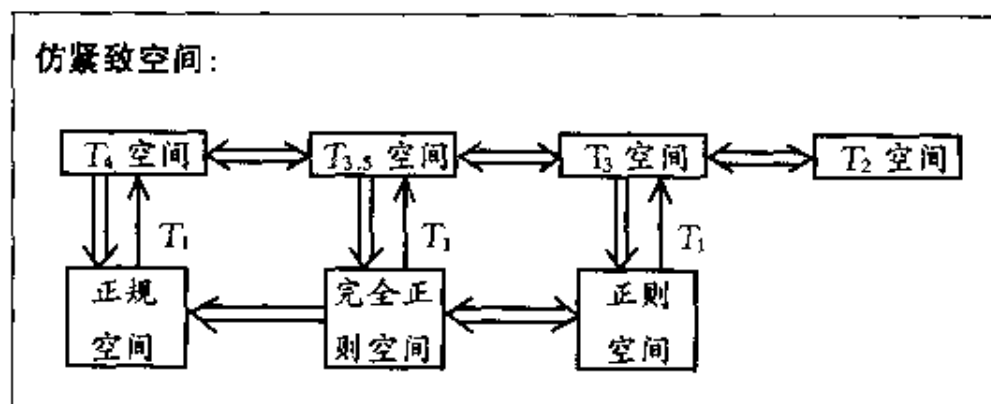 仿紧致空间:
T₄ 空间
T₃.₅ 空间
T₃ 空间
T₂ 空间
T₁
T₁
T₁
正规
空间
完全正
则空间
正则
空间